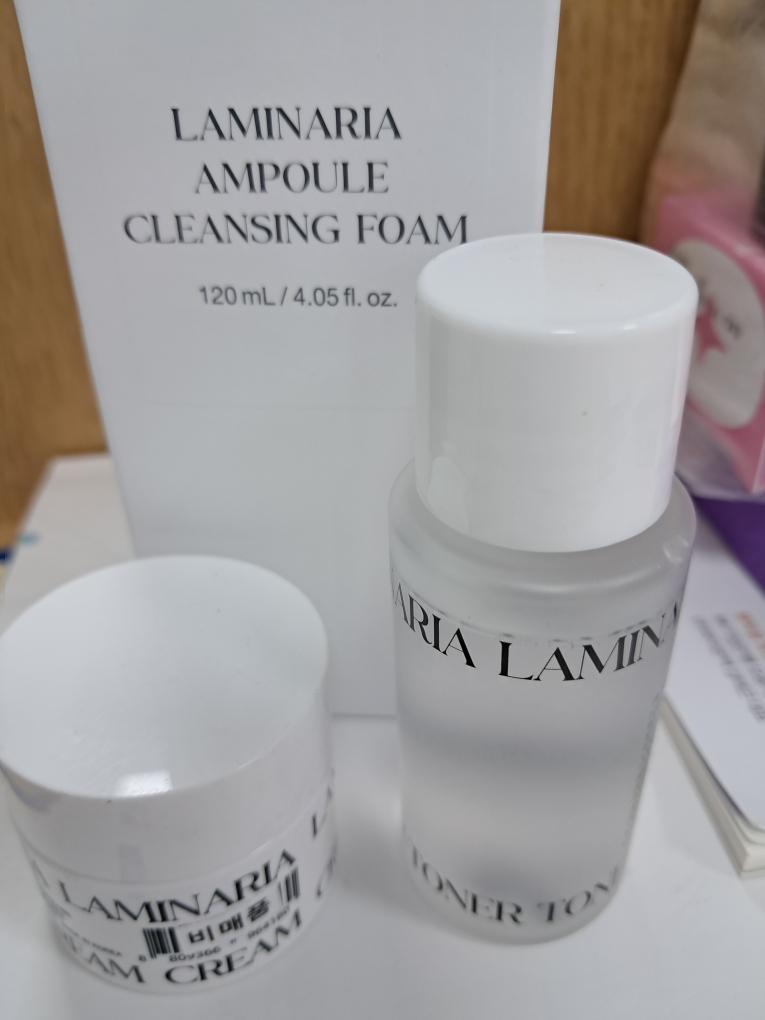 LAMINARIA
AMPOULE
CLEANSING FOAM
120 mL / 4.05 fl. oz.
ARIA LAMINA
TONER TON
LAMINARIA LA
비매품
EAM CREAM C